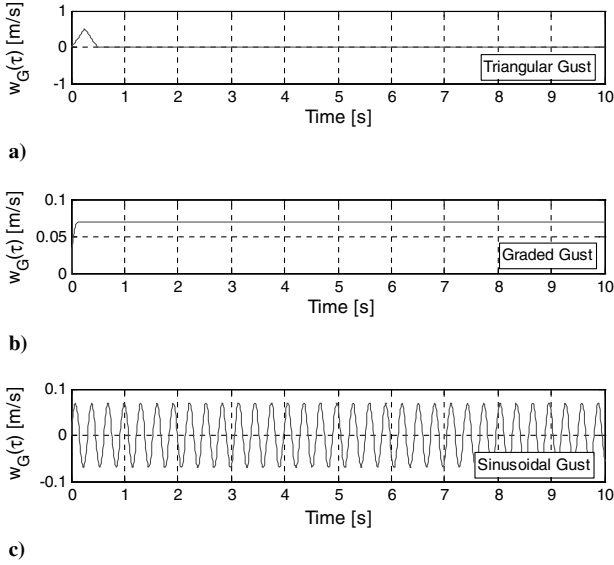 w_G(τ) [m/s]
1
0
-1
Triangular Gust
0 1 2 3 4 5 6 7 8 9 10
Time [s]
a)
w_G(τ) [m/s]
0.1
0.05
0
Graded Gust
0 1 2 3 4 5 6 7 8 9 10
Time [s]
b)
w_G(τ) [m/s]
0.1
0
-0.1
Sinusoidal Gust
0 1 2 3 4 5 6 7 8 9 10
Time [s]
c)